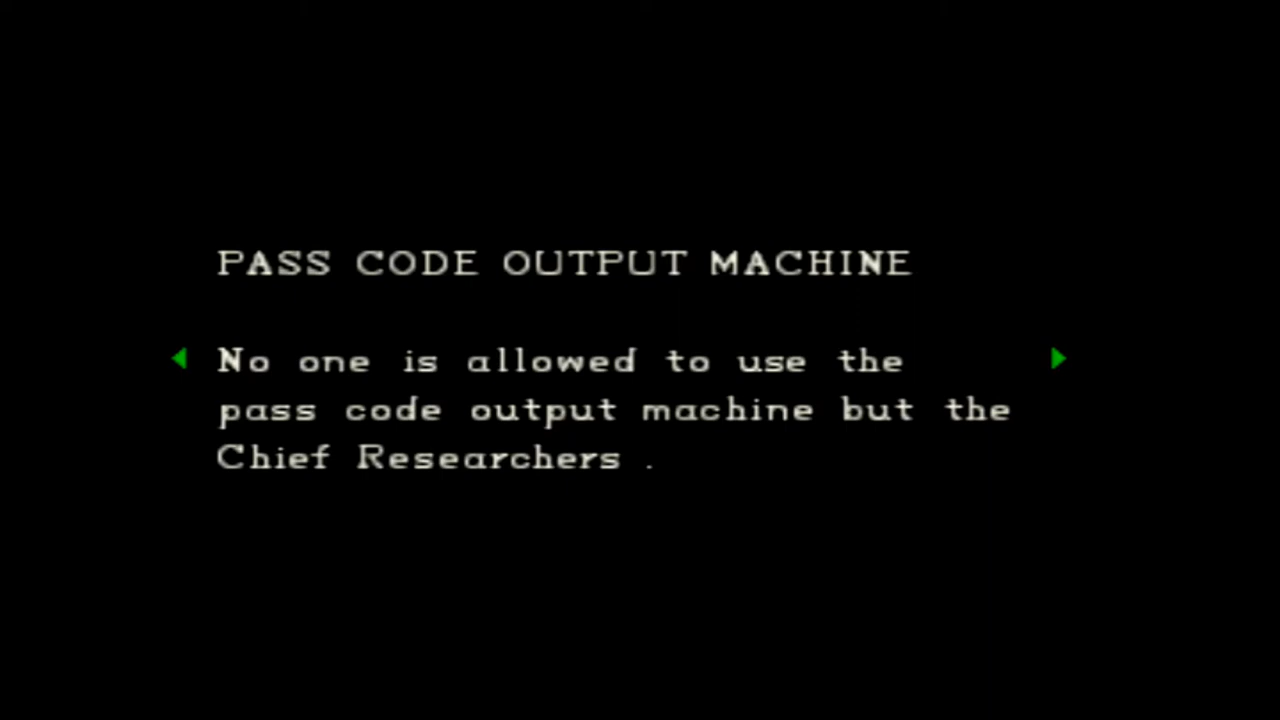 PASS CODE OUTPUT MACHINE
No one is allowed to use the
pass code output machine but the
Chief Researchers .